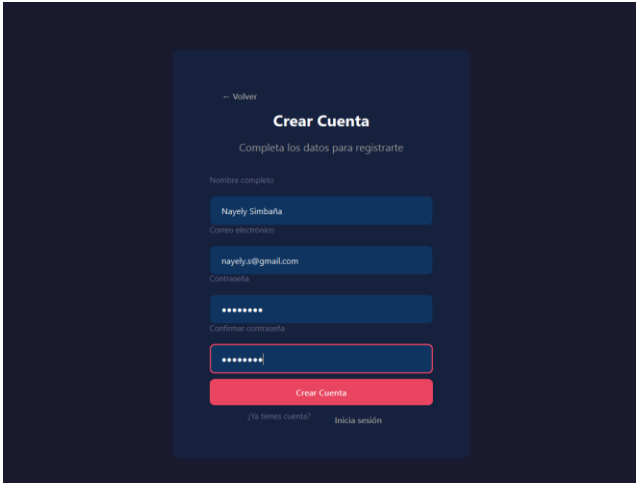 ← Volver
Crear Cuenta
Completa los datos para registrarte
Nombre completo
Nayely Simbaña
Correo electrónico
nayely.s@gmail.com
Contraseña
••••••••
Confirmar contraseña
••••••••
Crear Cuenta
¿Ya tienes cuenta? Inicia sesión